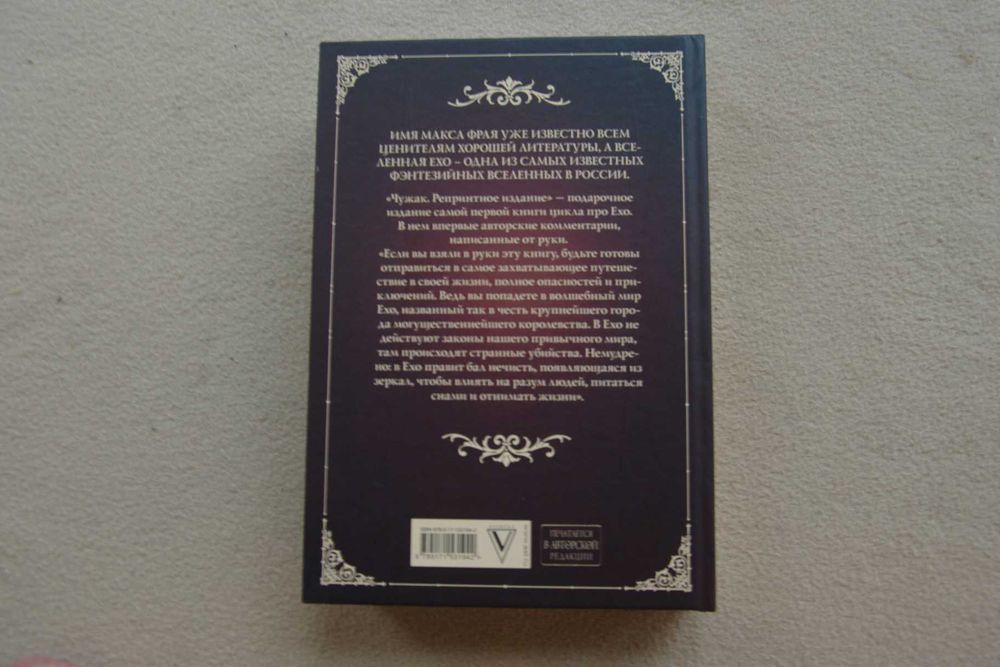 ИМЯ МАКСА ФРАЯ УЖЕ ИЗВЕСТНО ВСЕМ
ЦЕНИТЕЛЯМ ХОРОШЕЙ ЛИТЕРАТУРЫ, А ВСЕ-
ЛЕННАЯ ЕХО – ОДНА ИЗ САМЫХ ИЗВЕСТНЫХ
ФЭНТЕЗИЙНЫХ ВСЕЛЕННЫХ В РОССИИ.
«Чужак. Репринтное издание» — подарочное
издание самой первой книги цикла про Ехо.
В нем впервые авторские комментарии,
написанные от руки.
«Если вы взяли в руки эту книгу, будьте готовы
отправиться в самое захватывающее путеше-
ствие в своей жизни, полное опасностей и при-
ключений. Ведь вы попадете в волшебный мир
Ехо, названный так в честь крупнейшего горо-
да могущественнейшего королевства. В Ехо не
действуют законы нашего привычного мира,
там происходят странные убийства. Немудре-
но: в Ехо правит бал нечисть, появляющаяся из
зеркал, чтобы влиять на разум людей, питаться
снами и отнимать жизни».
ПЕЧАТАЕТСЯ
В АВТОРСКОЙ
РЕДАКЦИИ